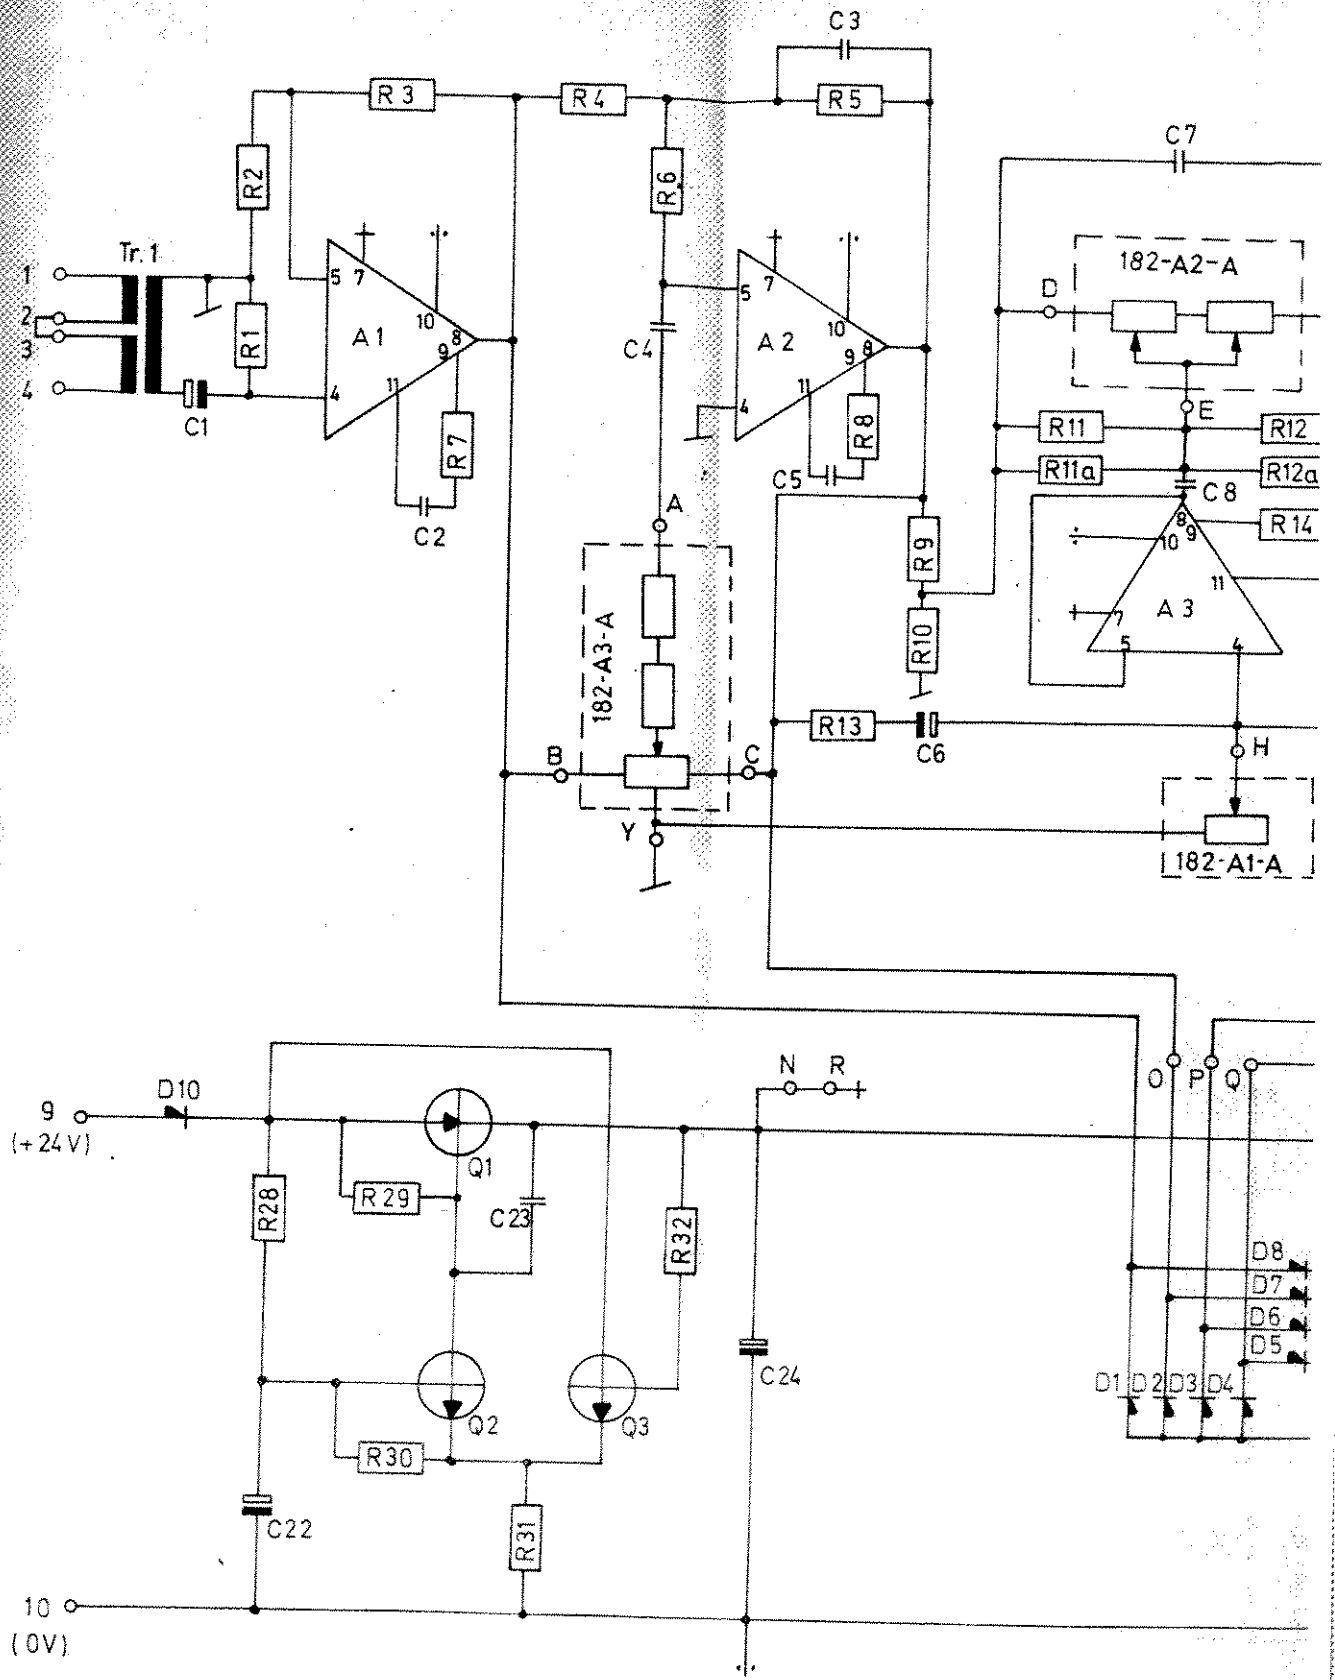 C3
R3
R4
R5
C7
R2
R6
Tr.1
182-A2-A
1
5 7
5
7
D
2
10
10
R1
A1
8
C4
A2
8
3
9
9
4
11
4
11
4
E
C1
R7
R8
R11
R12
C5
R11a
R12a
C2
A
C8
8
9
R14
10
R9
11
182-A3-A
A3
7
R10
5
4
R13
B
C
C6
H
Y
182-A1-A
N
R
D10
O
P
Q
9
(+24V)
Q1
R28
R29
C23
R32
D8
D7
D6
D5
C24
D1
D2
D3
D4
Q2
Q3
R30
C22
R31
10
(0V)